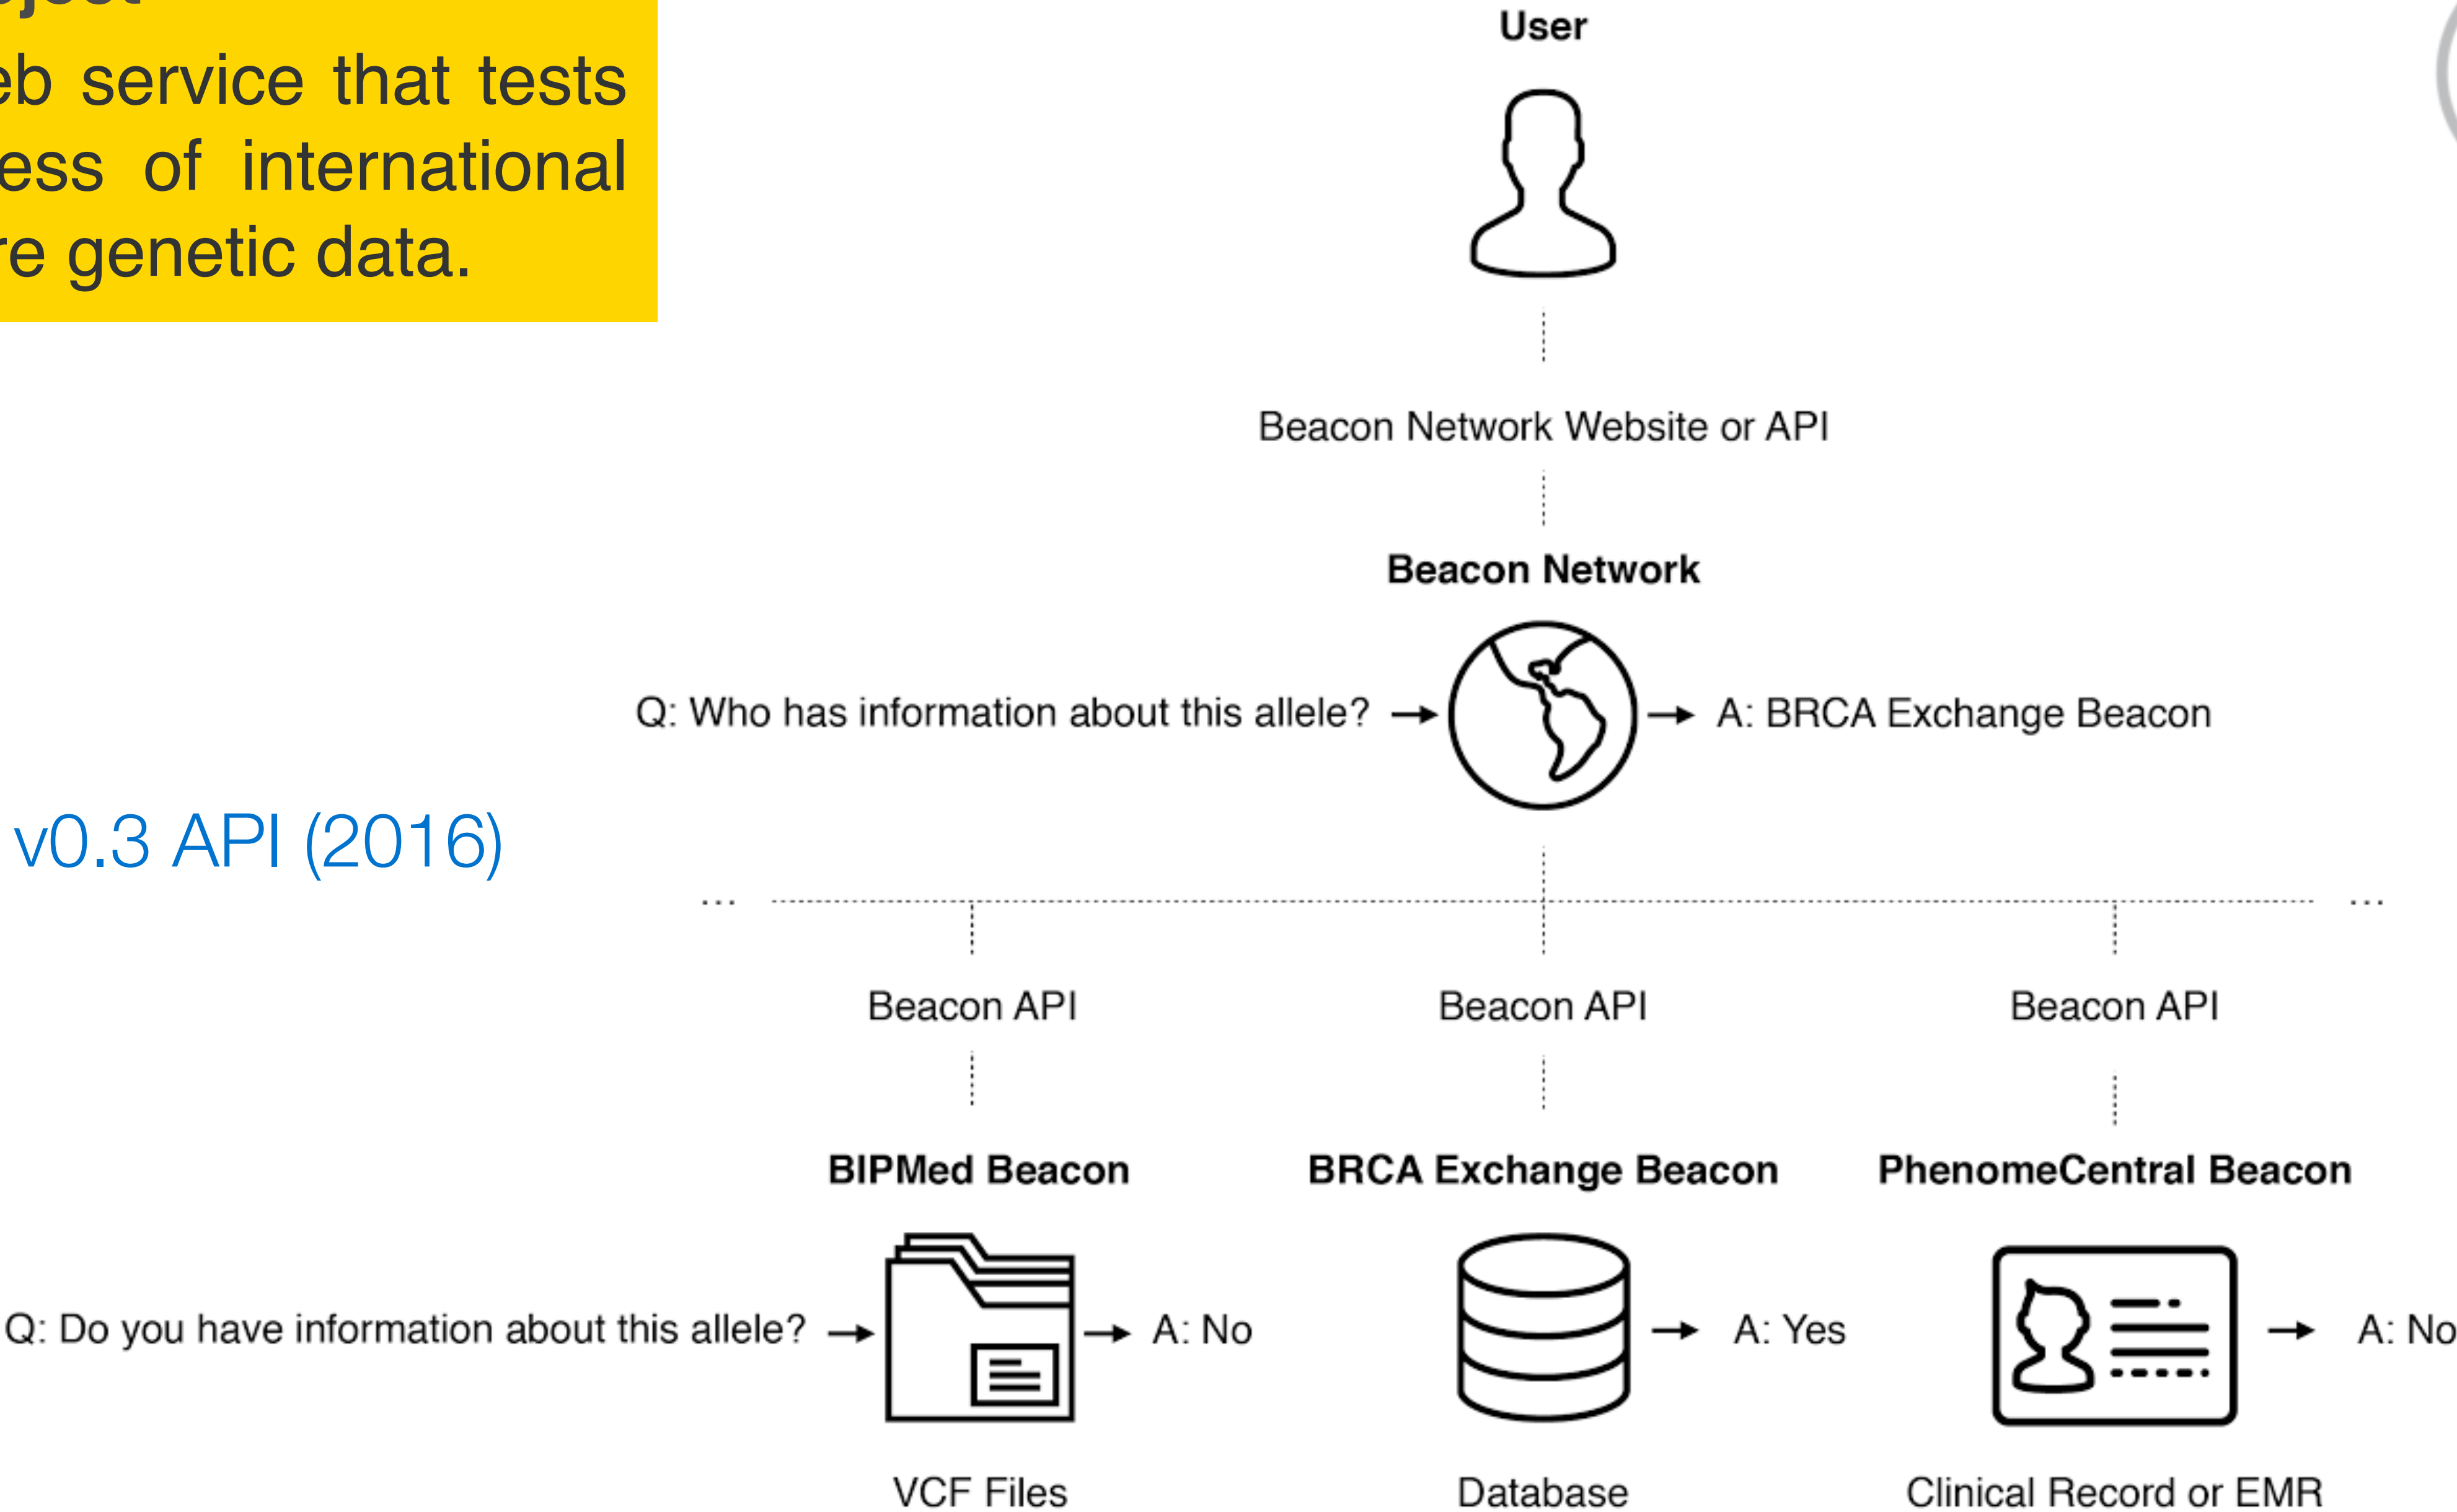 eb service that tests
ess of international
re genetic data.
User
Beacon Network Website or API
Beacon Network
Q: Who has information about this allele?
A: BRCA Exchange Beacon
v0.3 API (2016)
...
...
Beacon API
Beacon API
Beacon API
BIPMed Beacon
BRCA Exchange Beacon
PhenomeCentral Beacon
Q: Do you have information about this allele?
A: No
A: Yes
A: No
VCF Files
Database
Clinical Record or EMR